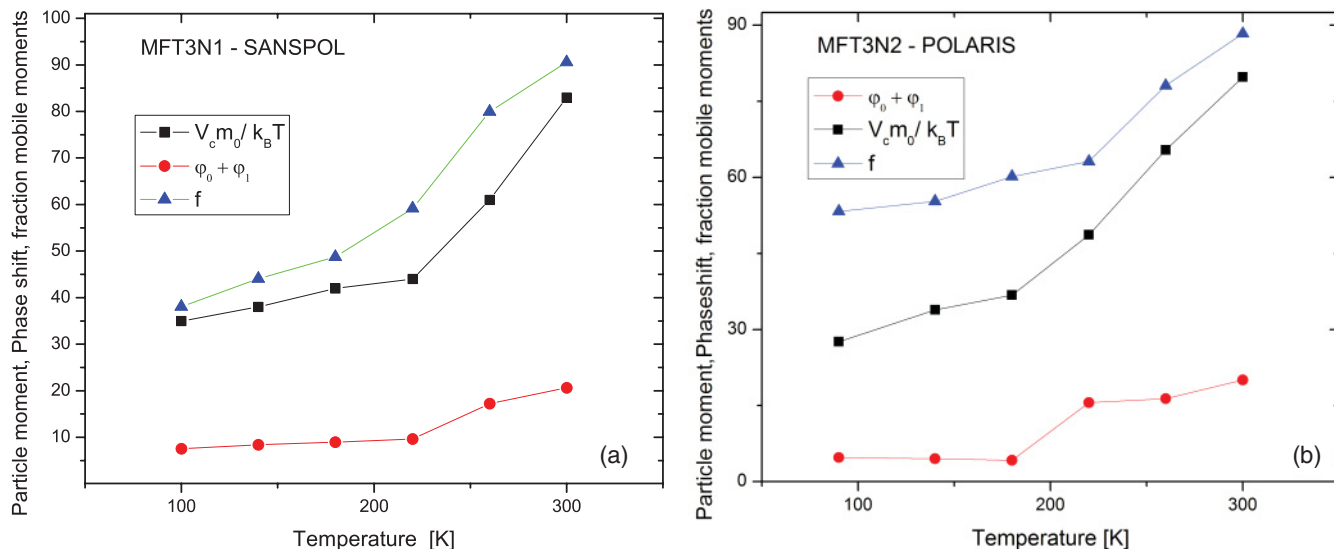 MFT3N1 - SANSPOL
V_c m_0 / k_B T
φ_0 + φ_1
f
Particle moment, Phase shift, fraction mobile moments
100
90
80
70
60
50
40
30
20
10
100
200
300
Temperature [K]
(a)
MFT3N2 - POLARIS
φ_0 + φ_1
V_c m_0 / k_B T
f
Particle moment,Phaseshift, fraction mobile moments
90
60
30
0
100
200
300
Temperature [K]
(b)